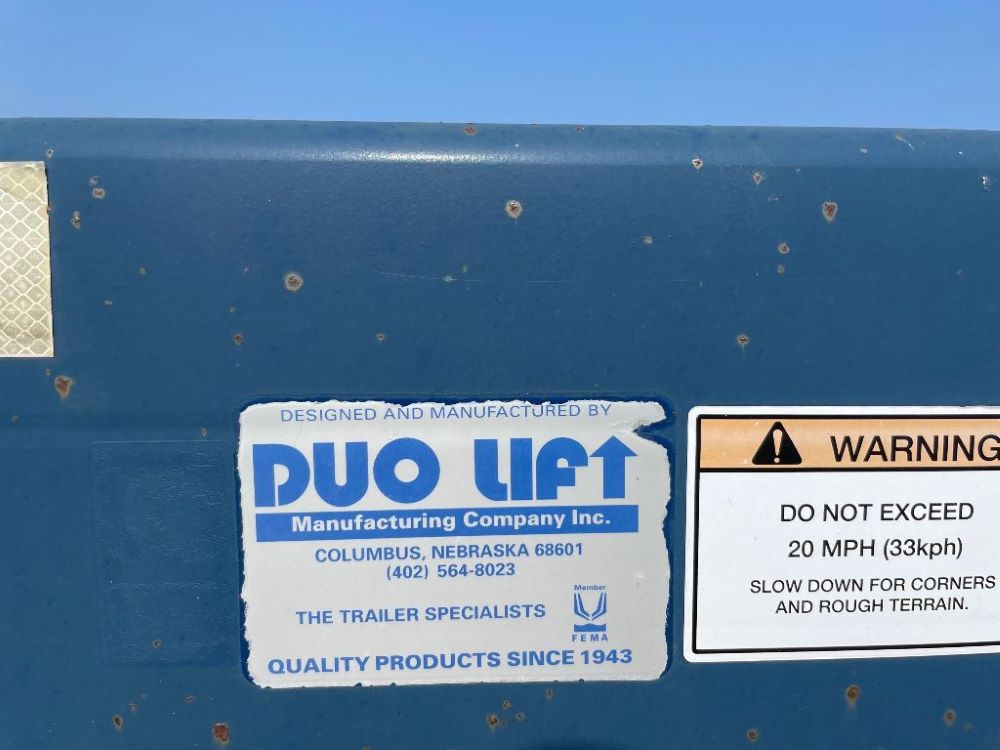 DESIGNED AND MANUFACTURED BY
DUO LIFT
Manufacturing Company Inc.
COLUMBUS, NEBRASKA 68601
(402) 564-8023
THE TRAILER SPECIALISTS
Member
FEMA
QUALITY PRODUCTS SINCE 1943
WARNING
DO NOT EXCEED
20 MPH (33kph)
SLOW DOWN FOR CORNERS
AND ROUGH TERRAIN.